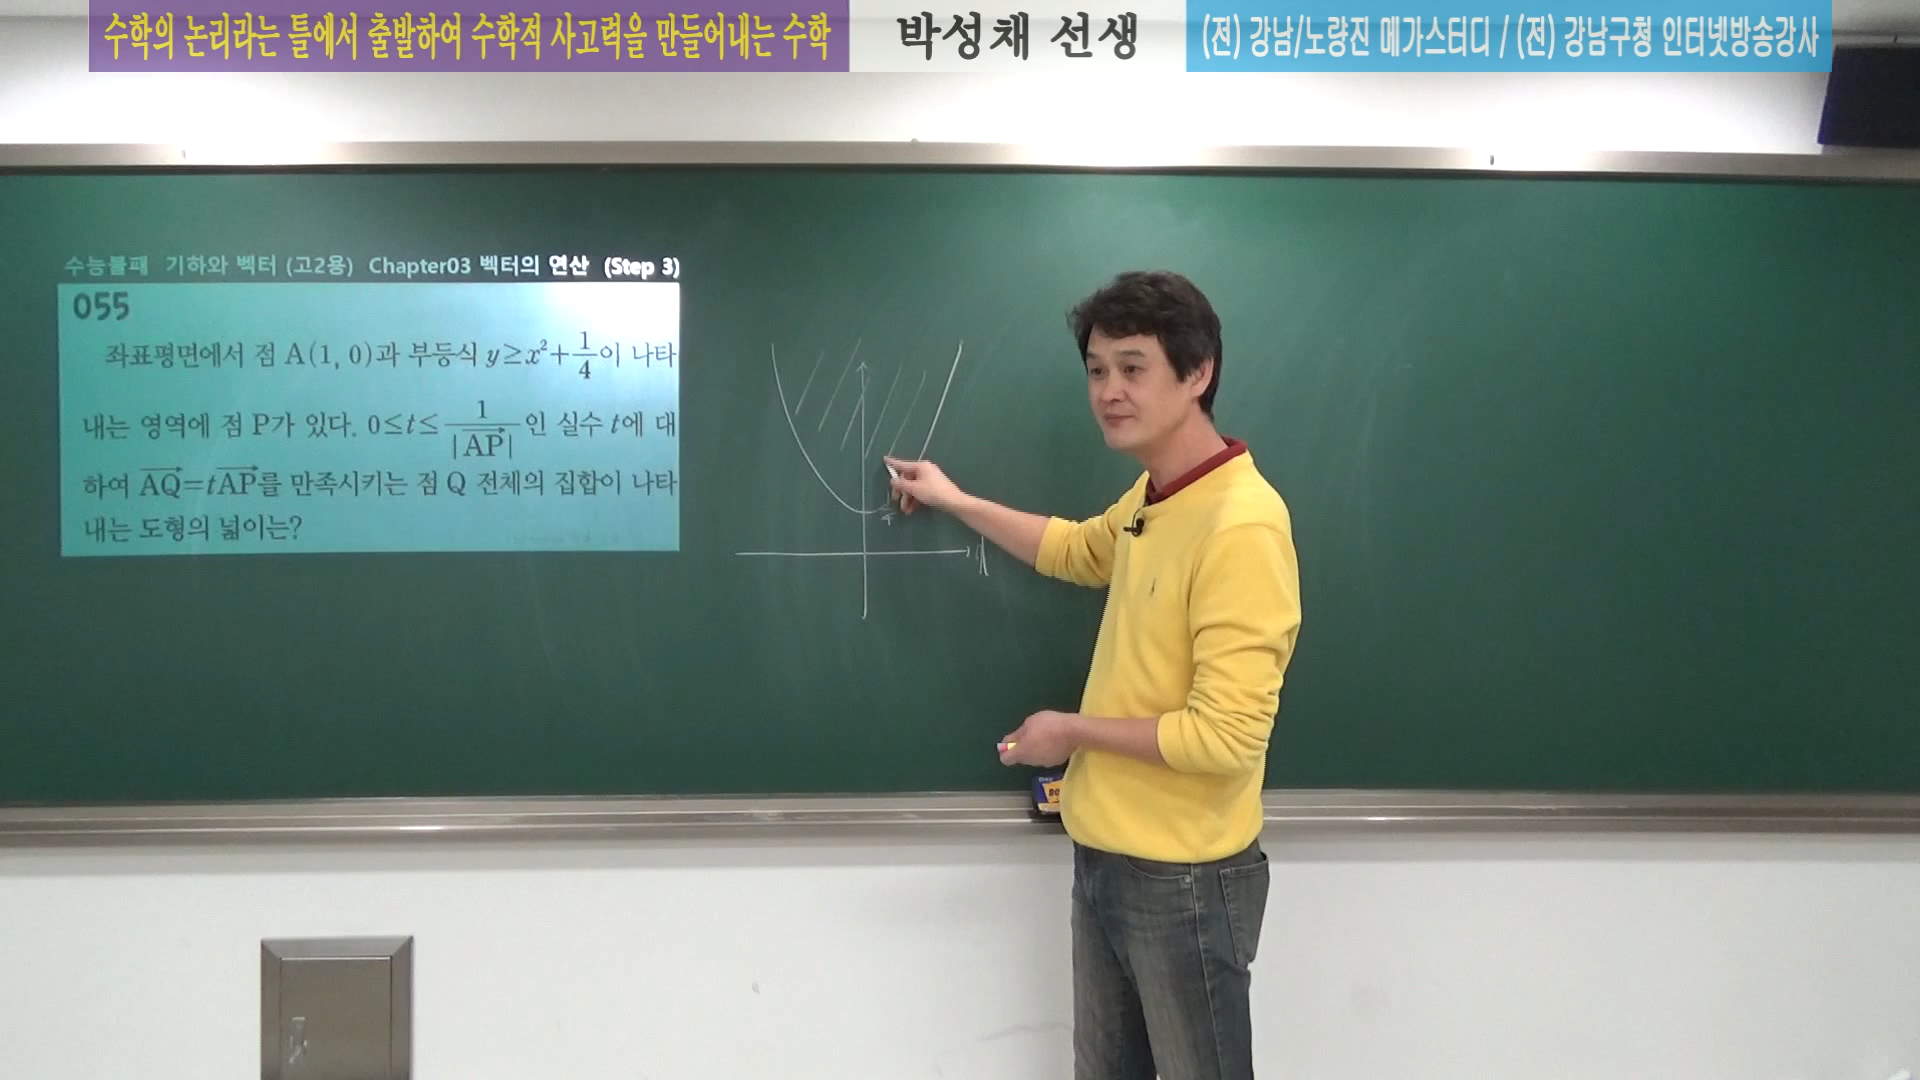 수학의 논리라는 틀에서 출발하여 수학적 사고력을 만들어내는 수학
박성채 선생
(전) 강남/노량진 메가스터디 / (전) 강남구청 인터넷방송강사
수능불패 기하와 벡터 (고2용) Chapter03 벡터의 연산 (Step 3)
055
좌표평면에서 점 A(1, 0)과 부등식 y≥x²+1/4이 나타
내는 영역에 점 P가 있다. 0≤t≤1/|AP→|인 실수 t에 대
하여 AQ→=tAP→를 만족시키는 점 Q 전체의 집합이 나타
내는 도형의 넓이는?